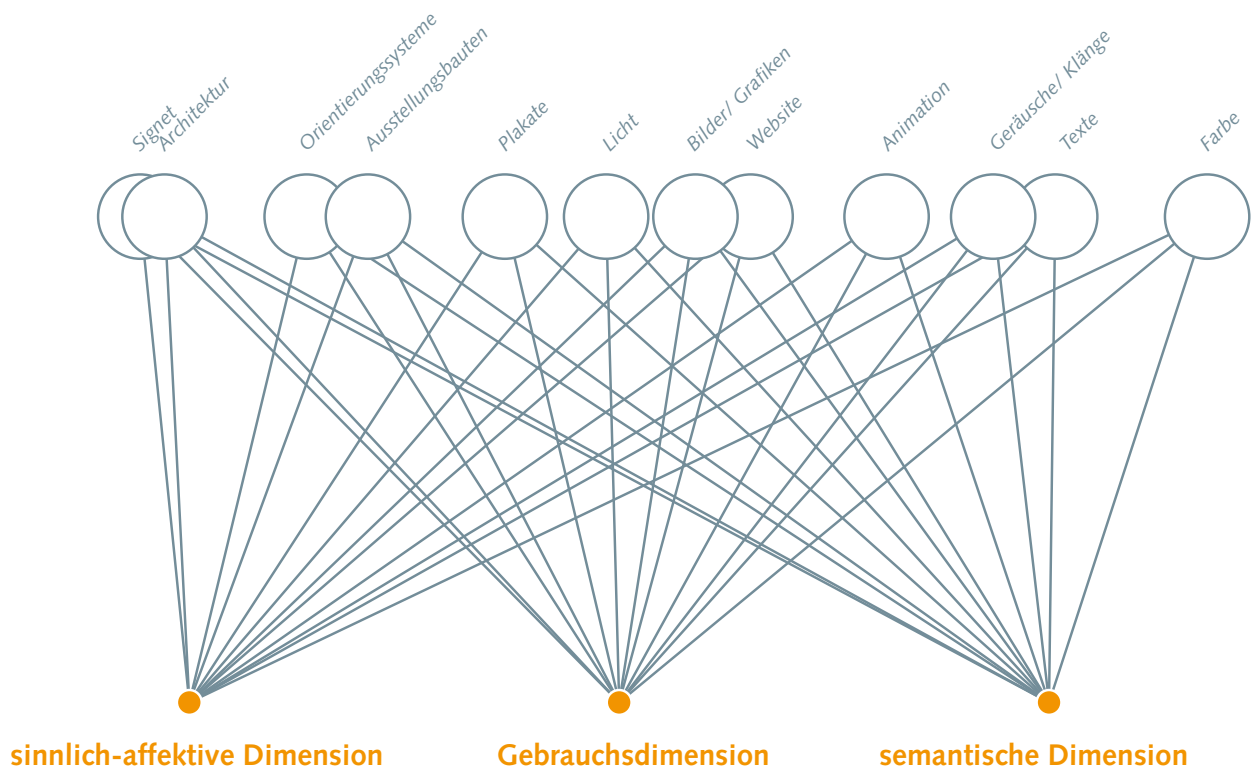 Signet
Architektur
Orientierungssysteme
Ausstellungsbauten
Plakate
Licht
Bilder/ Grafiken
Website
Animation
Geräusche/ Klänge
Texte
Farbe
sinnlich-affektive Dimension
Gebrauchsdimension
semantische Dimension